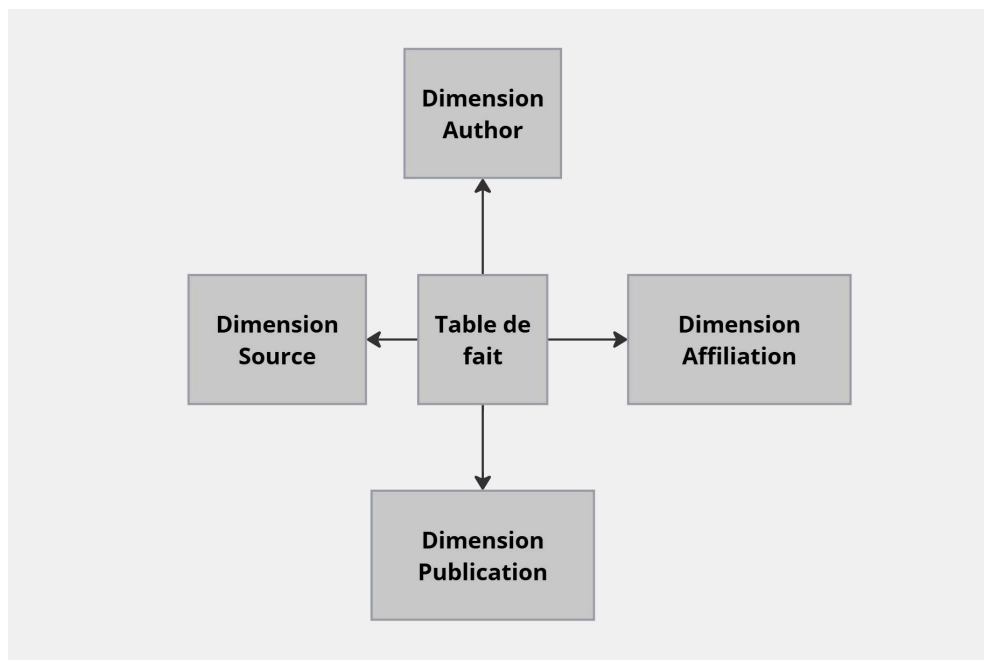 Dimension
Author
Dimension
Source
Table de
fait
Dimension
Affiliation
Dimension
Publication